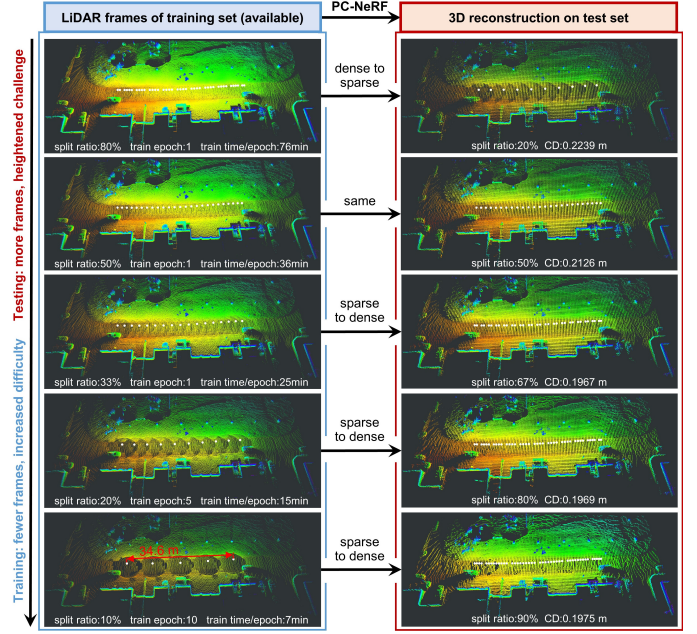 LiDAR frames of training set (available)
PC-NeRF
3D reconstruction on test set
Testing: more frames, heightened challenge
Training: fewer frames, increased difficulty
split ratio:80% train epoch:1 train time/epoch:76min
dense to
sparse
split ratio:20% CD:0.2239 m
split ratio:50% train epoch:1 train time/epoch:36min
same
split ratio:50% CD:0.2126 m
split ratio:33% train epoch:1 train time/epoch:25min
sparse
to dense
split ratio:67% CD:0.1967 m
split ratio:20% train epoch:5 train time/epoch:15min
sparse
to dense
split ratio:80% CD:0.1969 m
34.6 m
split ratio:10% train epoch:10 train time/epoch:7min
sparse
to dense
split ratio:90% CD:0.1975 m